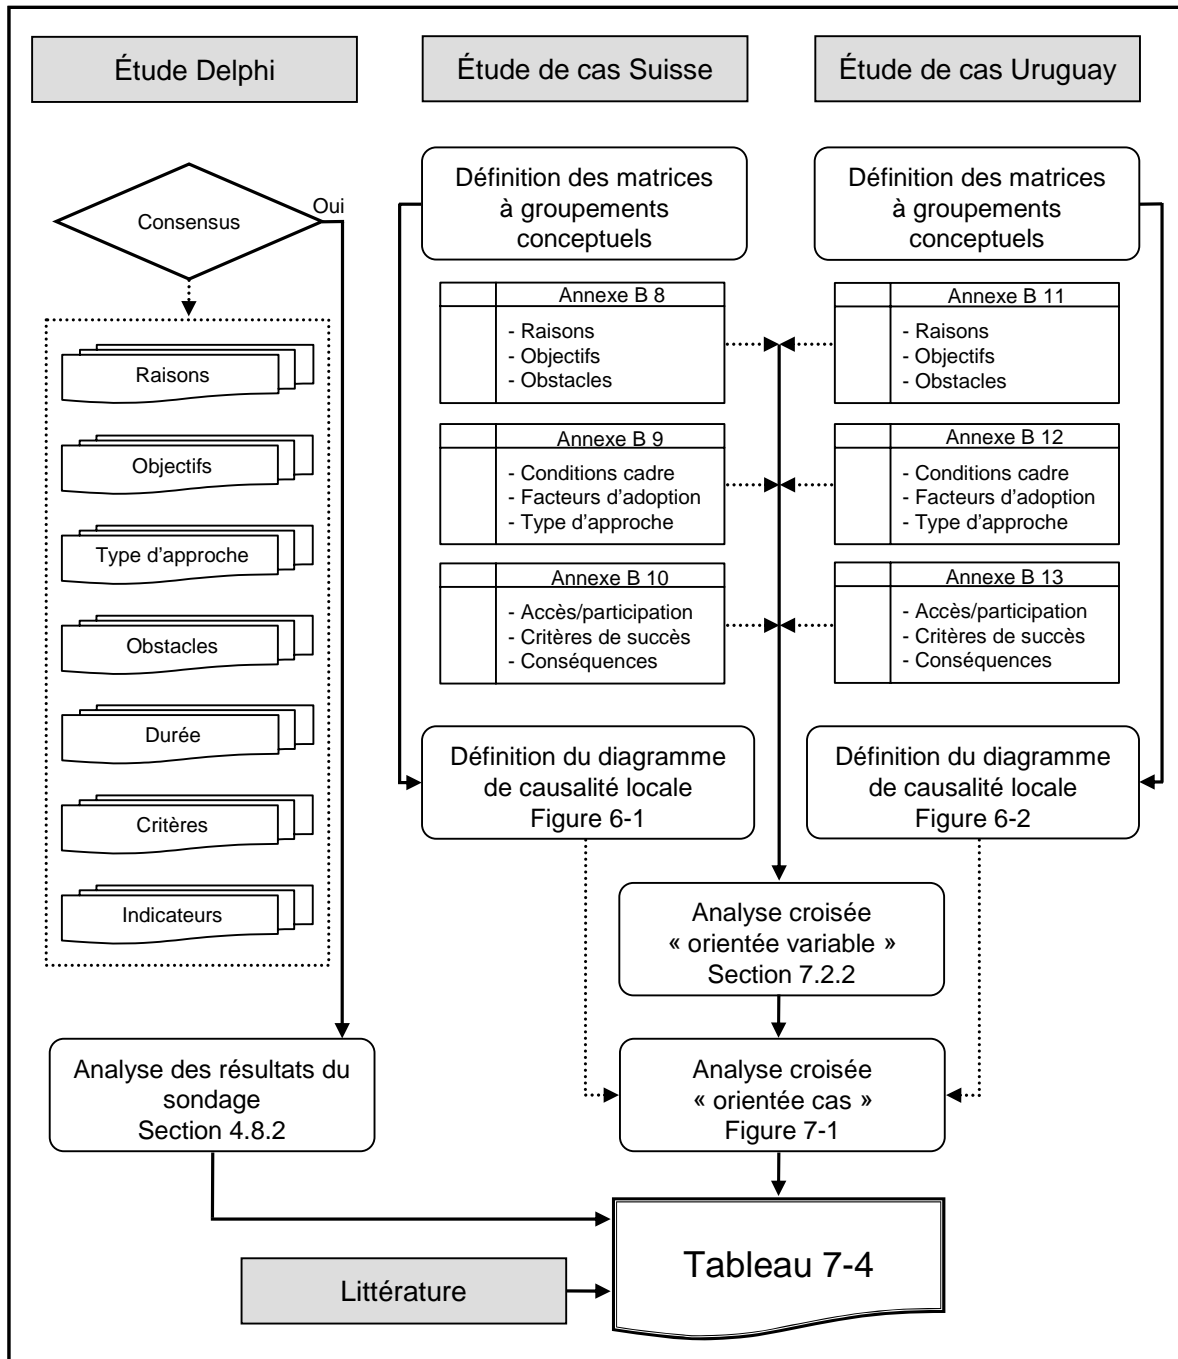 Étude Delphi
Étude de cas Suisse
Étude de cas Uruguay
Consensus
Oui
Raisons
Objectifs
Type d'approche
Obstacles
Durée
Critères
Indicateurs
Analyse des résultats du
sondage
Section 4.8.2
Définition des matrices
à groupements
conceptuels
Annexe B 8
- Raisons
- Objectifs
- Obstacles
Annexe B 9
- Conditions cadre
- Facteurs d'adoption
- Type d'approche
Annexe B 10
- Accès/participation
- Critères de succès
- Conséquences
Définition du diagramme
de causalité locale
Figure 6-1
Définition des matrices
à groupements
conceptuels
Annexe B 11
- Raisons
- Objectifs
- Obstacles
Annexe B 12
- Conditions cadre
- Facteurs d'adoption
- Type d'approche
Annexe B 13
- Accès/participation
- Critères de succès
- Conséquences
Définition du diagramme
de causalité locale
Figure 6-2
Analyse croisée
« orientée variable »
Section 7.2.2
Analyse croisée
« orientée cas »
Figure 7-1
Littérature
Tableau 7-4